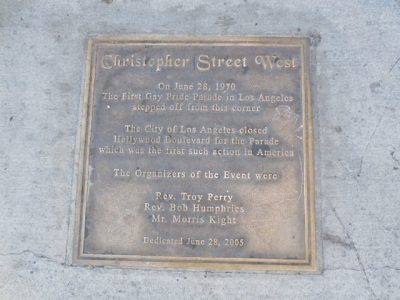 Christopher Street West
On June 28, 1970
The First Gay Pride Parade in Los Angeles
stepped off from this corner
The City of Los Angeles closed
Hollywood Boulevard for the Parade
which was the first such action in America
The Organizers of the Event were
Rev. Troy Perry
Rev. Bob Humphries
Mr. Morris Kight
Dedicated June 28, 2005